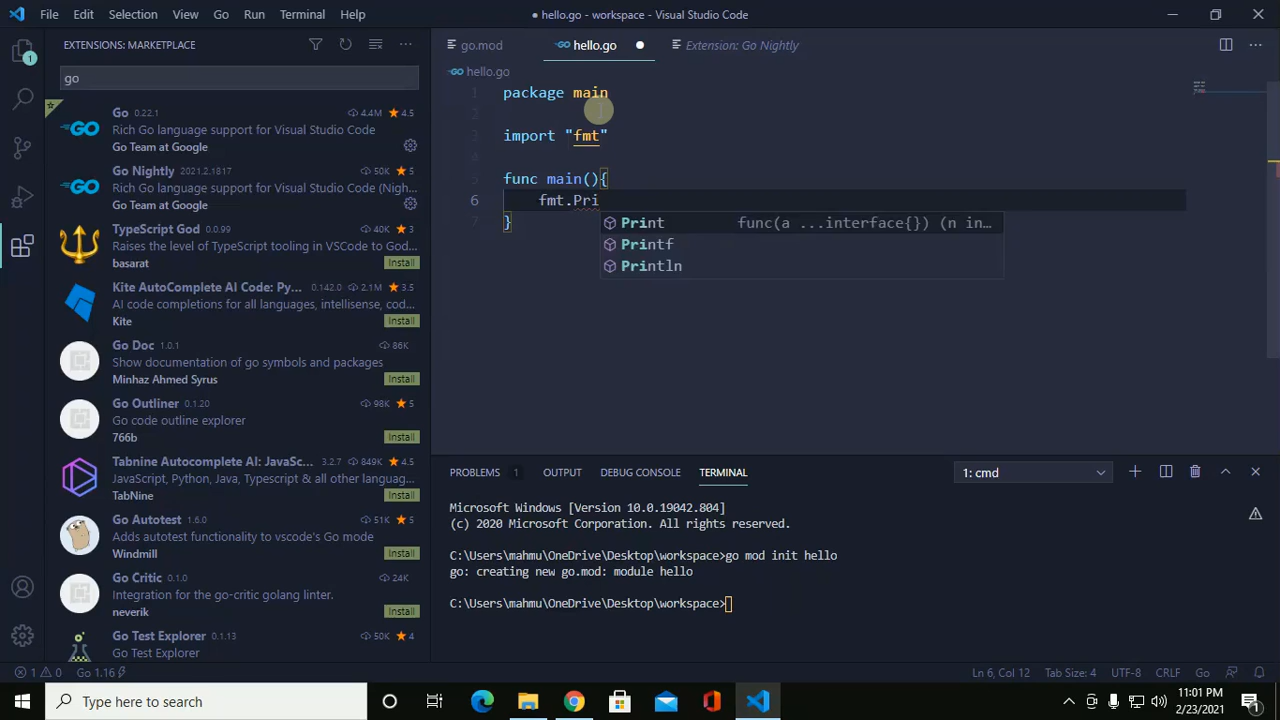 File Edit Selection View Go Run Terminal Help
● hello.go - workspace - Visual Studio Code
EXTENSIONS: MARKETPLACE
go
Go 0.22.1 4.4M ★ 4.5
Rich Go language support for Visual Studio Code
Go Team at Google
Go Nightly 2021.2.1817 50K ★ 5
Rich Go language support for Visual Studio Code (Nigh...
Go Team at Google
TypeScript God 0.0.99 40K ★ 3
Raises the level of TypeScript tooling in VSCode to God...
basarat Install
Kite AutoComplete AI Code: Py... 0.142.0 2.1M ★ 3.5
AI code completions for all languages, intellisense, cod...
Kite Install
Go Doc 1.0.1 86K
Show documentation of go symbols and packages
Minhaz Ahmed Syrus Install
Go Outliner 0.1.20 98K ★ 5
Go code outline explorer
766b Install
Tabnine Autocomplete AI: JavaSc... 3.2.7 849K ★ 4.5
JavaScript, Python, Java, Typescript & all other languag...
TabNine Install
Go Autotest 1.6.0 51K ★ 5
Adds autotest functionality to vscode's Go mode
Windmill Install
Go Critic 0.1.0 24K
Integration for the go-critic golang linter.
neverik Install
Go Test Explorer 0.1.13 50K ★ 4
Go Test Explorer
go.mod hello.go ● Extension: Go Nightly
hello.go
1 package main
2
3 import "fmt"
4
5 func main(){
6 fmt.Pri
7 }
Print func(a ...interface{}) (n in...
Printf
Println
PROBLEMS 1 OUTPUT DEBUG CONSOLE TERMINAL 1: cmd
Microsoft Windows [Version 10.0.19042.804]
(c) 2020 Microsoft Corporation. All rights reserved.
C:\Users\mahmu\OneDrive\Desktop\workspace>go mod init hello
go: creating new go.mod: module hello
C:\Users\mahmu\OneDrive\Desktop\workspace>
1 0 Go 1.16 Ln 6, Col 12 Tab Size: 4 UTF-8 CRLF Go
Type here to search
11:01 PM
2/23/2021
1